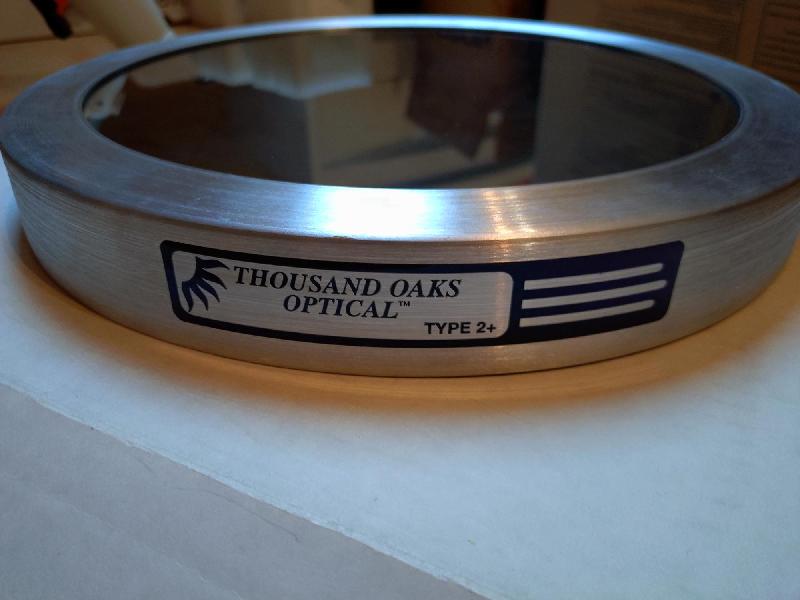 THOUSAND OAKS
OPTICAL™
TYPE 2+